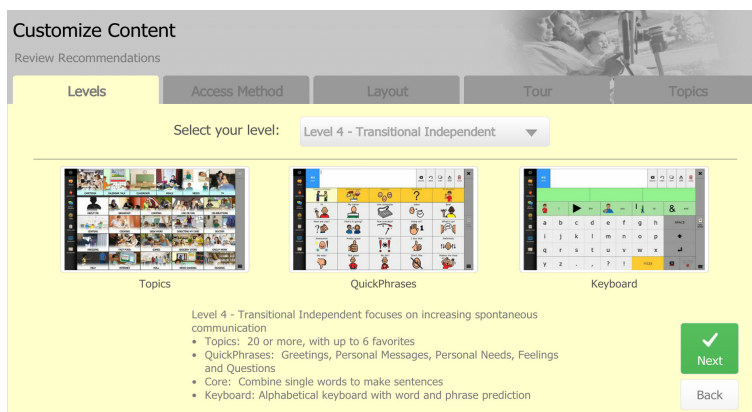 Customize Content
Review Recommendations
Levels
Access Method
Layout
Tour
Topics
Select your level:
Level 4 - Transitional Independent
Topics
QuickPhrases
?
a b c d e f g h
i j k l m n o p
q r s t u v w x
y z . , ? !
&
Keyboard
Level 4 - Transitional Independent focuses on increasing spontaneous
communication
• Topics: 20 or more, with up to 6 favorites
• QuickPhrases: Greetings, Personal Messages, Personal Needs, Feelings
and Questions
• Core: Combine single words to make sentences
• Keyboard: Alphabetical keyboard with word and phrase prediction
Next
Back